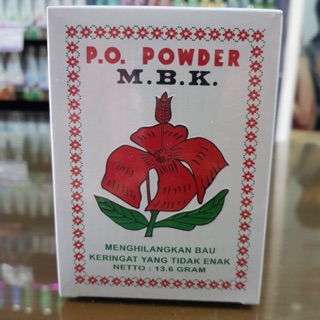 P.O. POWDER
M.B.K.
MENGHILANGKAN BAU
KERINGAT YANG TIDAK ENAK
NETTO : 13.6 GRAM